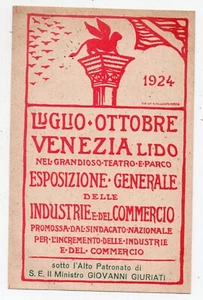 1924
LUGLIO·OTTOBRE
VENEZIA LIDO
NEL·GRANDIOSO·TEATRO·E·PARCO
ESPOSIZIONE·GENERALE
DELLE
INDUSTRIE E·DEL COMMERCIO
PROMOSSA·DAL·SINDACATO·NAZIONALE
PER·L'INCREMENTO·DELLE·INDUSTRIE
E·DEL·COMMERCIO
sotto l'Alto Patronato di
S. E. Il Ministro GIOVANNI GIURIATI